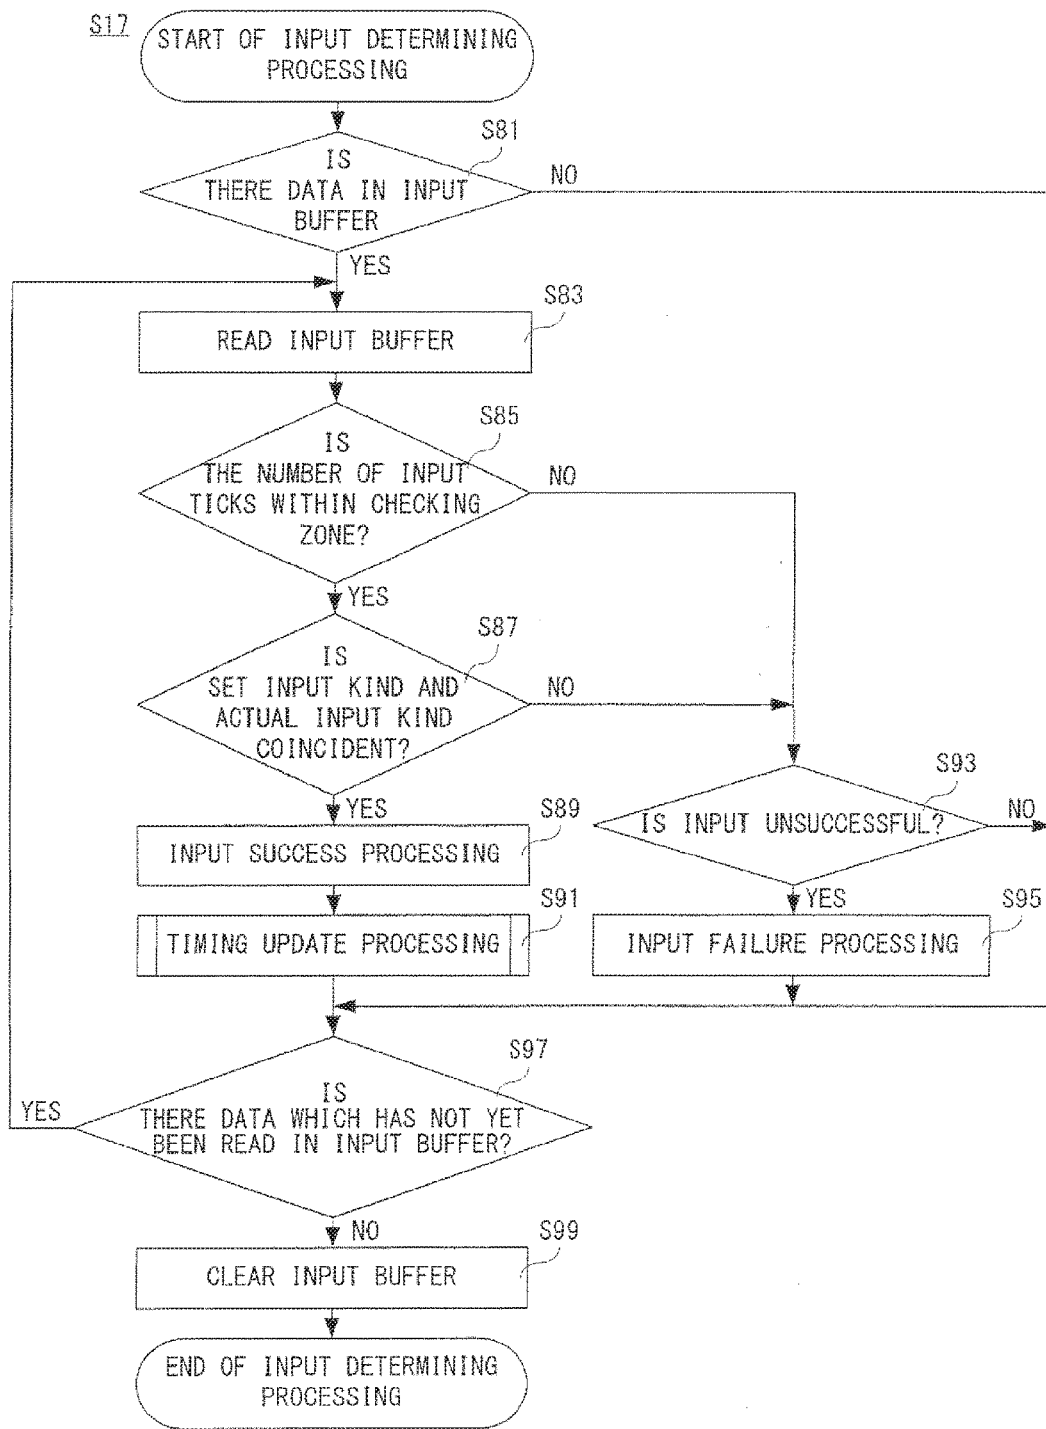 S17
START OF INPUT DETERMINING
PROCESSING
S81
IS
THERE DATA IN INPUT
BUFFER
NO
YES
S83
READ INPUT BUFFER
S85
IS
THE NUMBER OF INPUT
TICKS WITHIN CHECKING
ZONE?
NO
YES
S87
IS
SET INPUT KIND AND
ACTUAL INPUT KIND
COINCIDENT?
NO
YES
S93
IS INPUT UNSUCCESSFUL?
NO
YES
S89
INPUT SUCCESS PROCESSING
S91
TIMING UPDATE PROCESSING
S95
INPUT FAILURE PROCESSING
S97
IS
THERE DATA WHICH HAS NOT YET
BEEN READ IN INPUT BUFFER?
YES
NO
S99
CLEAR INPUT BUFFER
END OF INPUT DETERMINING
PROCESSING